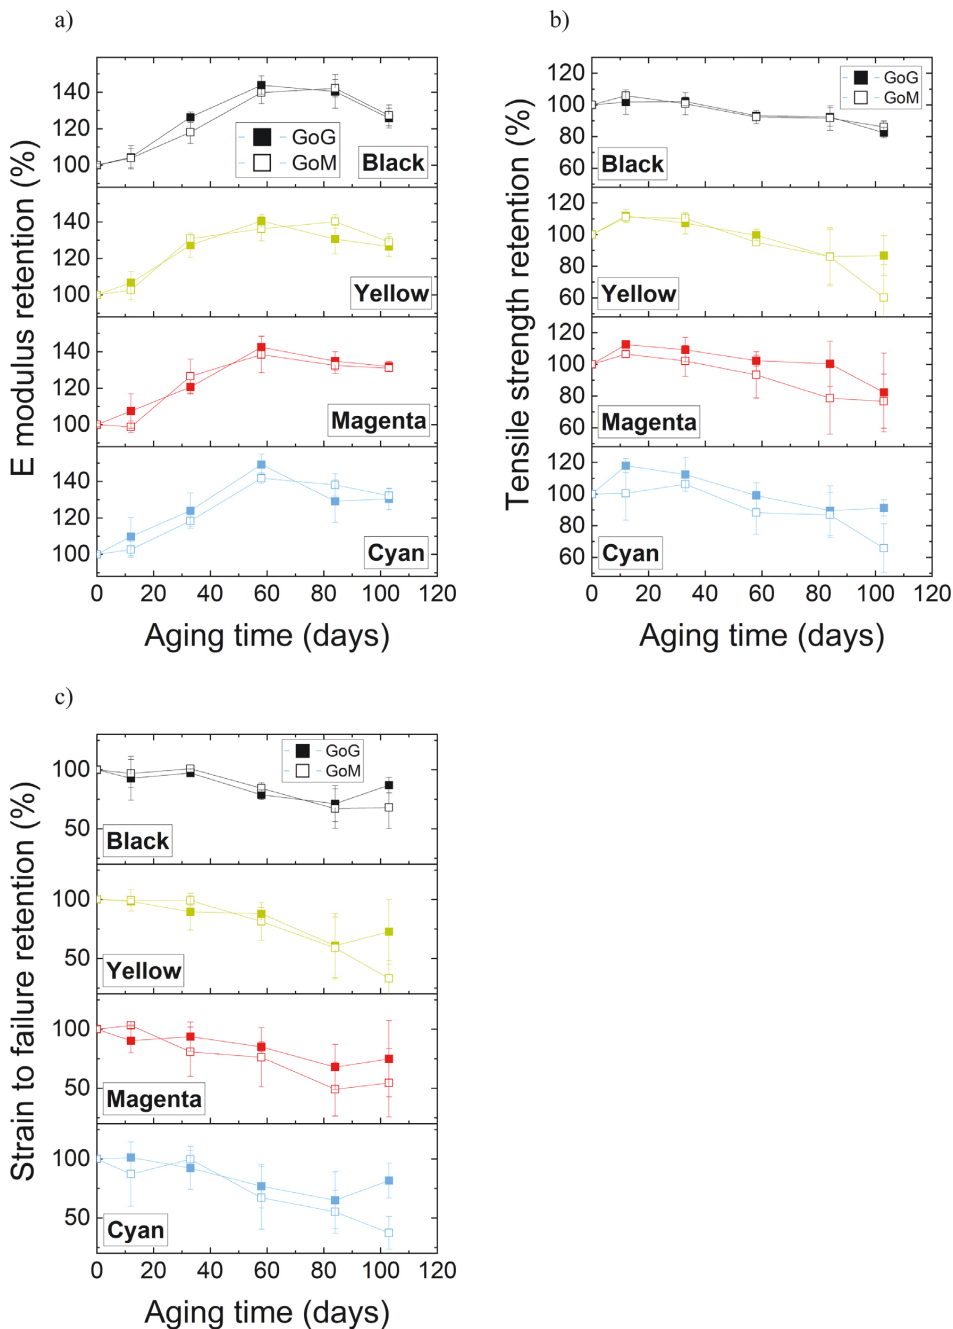 a)
E modulus retention (%)
140
120
100
GoG
GoM
Black
140
120
100
Yellow
140
120
100
Magenta
140
120
100
Cyan
0 20 40 60 80 100 120
Aging time (days)
b)
Tensile strength retention (%)
120
100
80
60
GoG
GoM
Black
100
80
60
Yellow
120
100
80
60
Magenta
120
100
80
60
Cyan
0 20 40 60 80 100 120
Aging time (days)
c)
Strain to failure retention (%)
100
50
GoG
GoM
Black
100
50
Yellow
100
50
Magenta
100
50
Cyan
0 20 40 60 80 100 120
Aging time (days)